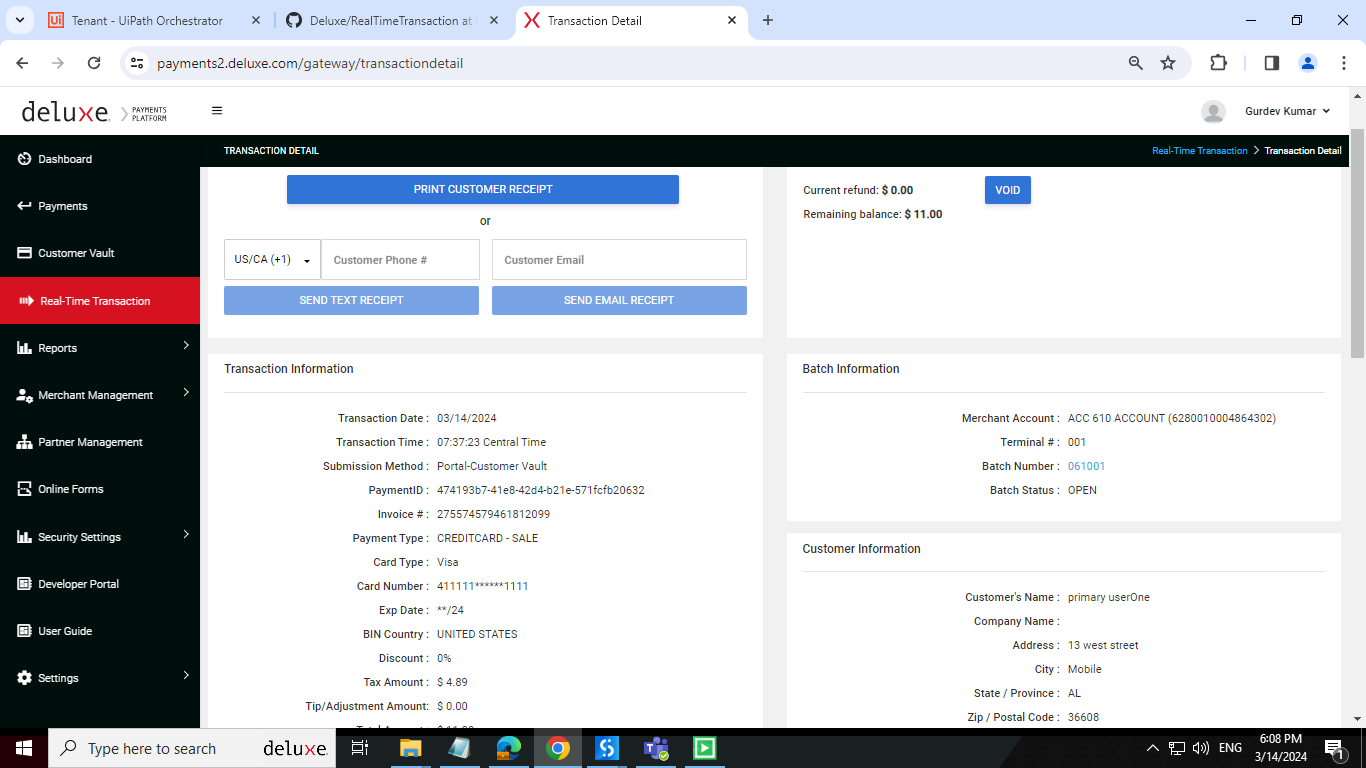 Tenant - UiPath Orchestrator
Deluxe/RealTimeTransaction at
Transaction Detail
payments2.deluxe.com/gateway/transactiondetail
deluxe. PAYMENTS PLATFORM
Gurdev Kumar
TRANSACTION DETAIL
Real-Time Transaction > Transaction Detail
Dashboard
Payments
Customer Vault
Real-Time Transaction
Reports
Merchant Management
Partner Management
Online Forms
Security Settings
Developer Portal
User Guide
Settings
PRINT CUSTOMER RECEIPT
or
US/CA (+1)
Customer Phone #
Customer Email
SEND TEXT RECEIPT
SEND EMAIL RECEIPT
Current refund: $ 0.00
VOID
Remaining balance: $ 11.00
Transaction Information
Transaction Date : 03/14/2024
Transaction Time : 07:37:23 Central Time
Submission Method : Portal-Customer Vault
PaymentID : 474193b7-41e8-42d4-b21e-571fcfb20632
Invoice # : 275574579461812099
Payment Type : CREDITCARD - SALE
Card Type : Visa
Card Number : 411111******1111
Exp Date : **/24
BIN Country : UNITED STATES
Discount : 0%
Tax Amount : $ 4.89
Tip/Adjustment Amount: $ 0.00
Batch Information
Merchant Account : ACC 610 ACCOUNT (6280010004864302)
Terminal # : 001
Batch Number : 061001
Batch Status : OPEN
Customer Information
Customer's Name : primary userOne
Company Name :
Address : 13 west street
City : Mobile
State / Province : AL
Zip / Postal Code : 36608
Type here to search
deluxe.
ENG
6:08 PM
3/14/2024
1